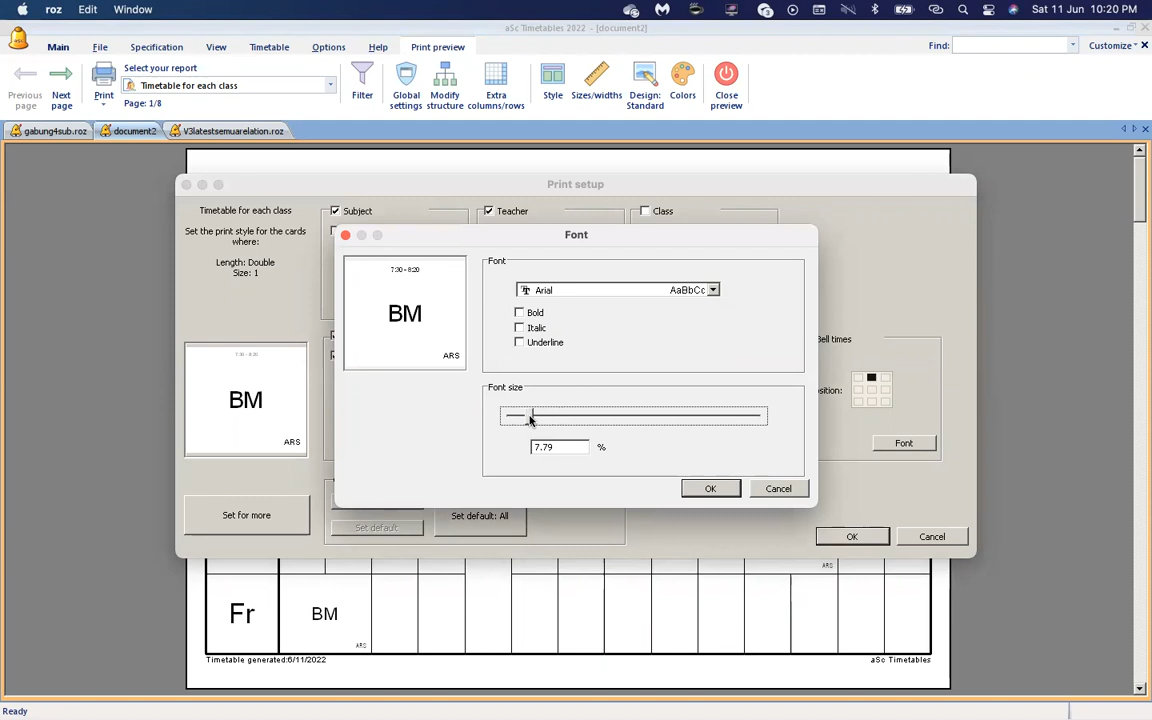 roz Edit Window
Sat 11 Jun 10:20 PM
aSc Timetables 2022 - [document2]
Main File Specification View Timetable Options Help Print preview
Find: Customize
Previous page
Next page
Print
Select your report
Timetable for each class
Page: 1/8
Filter
Global settings
Modify structure
Extra columns/rows
Style
Sizes/widths
Design: Standard
Colors
Close preview
gabung4sub.roz document2 V3latestsemuarelation.roz
Print setup
Timetable for each class
Set the print style for the cards where:
Length: Double
Size: 1
Subject
Teacher
Class
Font
7:30 - 8:20
BM
ARS
Font
Arial AaBbCc
Bold
Italic
Underline
Font size
7.79 %
OK Cancel
7:30 - 8:20
BM
ARS
Bell times
osition:
Font
Set for more
Set default
Set default: All
OK Cancel
ARS
Fr BM
ARS
Timetable generated:6/11/2022
aSc Timetables
Ready